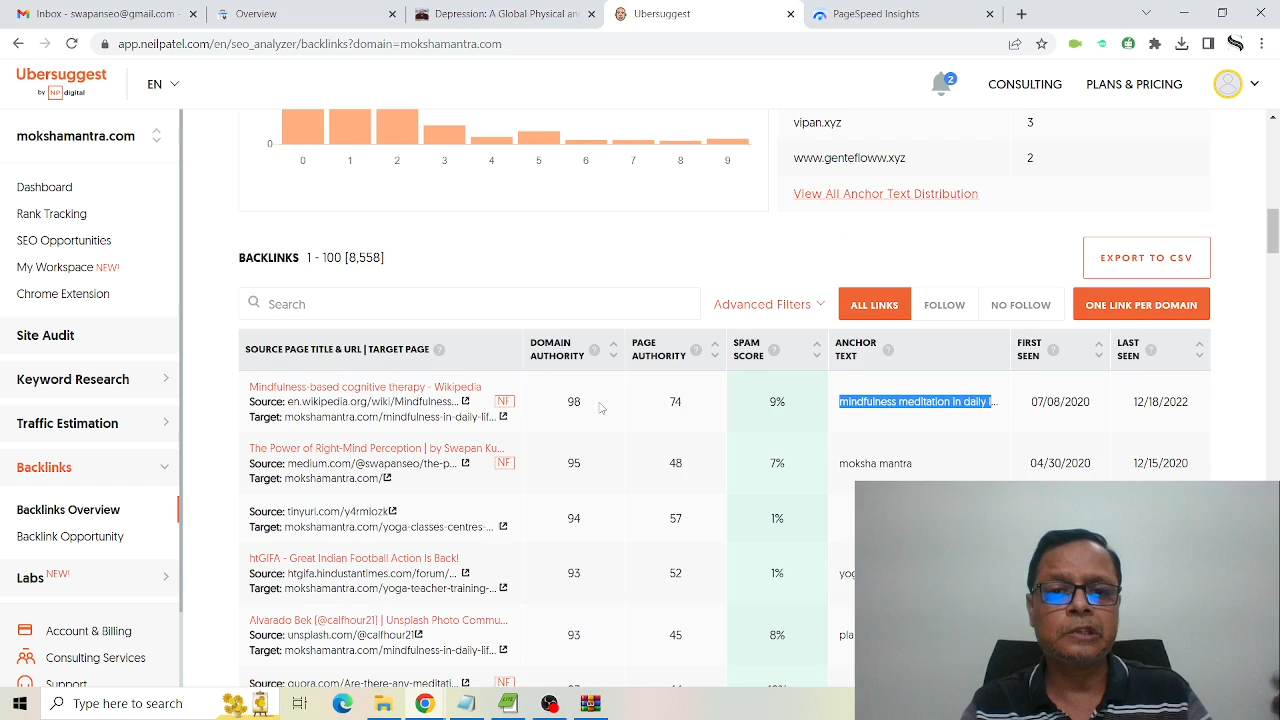 Inbox - simanta@gmail.com
Website
Depression: A Global Physical an
Ubersuggest
PageSpeed Insights
app.neilpatel.com/en/seo_analyzer/Backlinks?domain=mokshamantra.com
Ubersuggest
by NP digital
EN
2
CONSULTING
PLANS & PRICING
mokshamantra.com
Dashboard
Rank Tracking
SEO Opportunities
My Workspace NEW!
Chrome Extension
Site Audit
Keyword Research
Traffic Estimation
Backlinks
Backlinks Overview
Backlink Opportunity
Labs NEW!
Account & Billing
Consulting Services
Support
0
0 1 2 3 4 5 6 7 8 9
vipan.xyz 3
www.gentefloww.xyz 2
View All Anchor Text Distribution
BACKLINKS 1 - 100 [8,558]
EXPORT TO CSV
Search
Advanced Filters
ALL LINKS
FOLLOW
NO FOLLOW
ONE LINK PER DOMAIN
SOURCE PAGE TITLE & URL | TARGET PAGE
DOMAIN AUTHORITY
PAGE AUTHORITY
SPAM SCORE
ANCHOR TEXT
FIRST SEEN
LAST SEEN
Mindfulness-based cognitive therapy - Wikipedia
Source: en.wikipedia.org/wiki/Mindfulness... NF 98 74 9% mindfulness meditation in daily l... 07/08/2020 12/18/2022
Target: mokshamantra.com/mindfulness-in-daily-lif...
The Power of Right-Mind Perception | by Swapan Ku...
Source: medium.com/@swapanseo/the-p... NF 95 48 7% moksha mantra 04/30/2020 12/15/2020
Target: mokshamantra.com/
Source: tinyurl.com/y4rmlozk 94 57 1%
Target: mokshamantra.com/yoga-classes-centres-...
htGIFA - Great Indian Football Action Is Back!
Source: htgifa.hindustantimes.com/forum/... 93 52 1% yog
Target: mokshamantra.com/yoga-teacher-training-...
Alvarado Bek (@calfhour21) | Unsplash Photo Commu...
Source: unsplash.com/@calfhour21 93 45 8% pla
Target: mokshamantra.com/mindfulness-in-daily-lif...
Type here to search